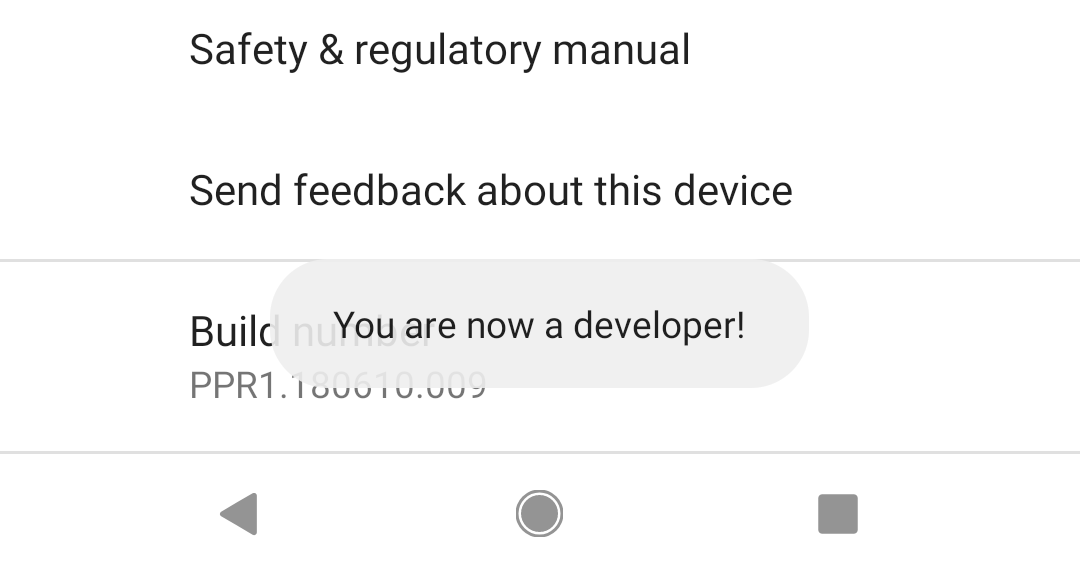 Safety & regulatory manual
Send feedback about this device
Build number
You are now a developer!
PPR1.180610.009